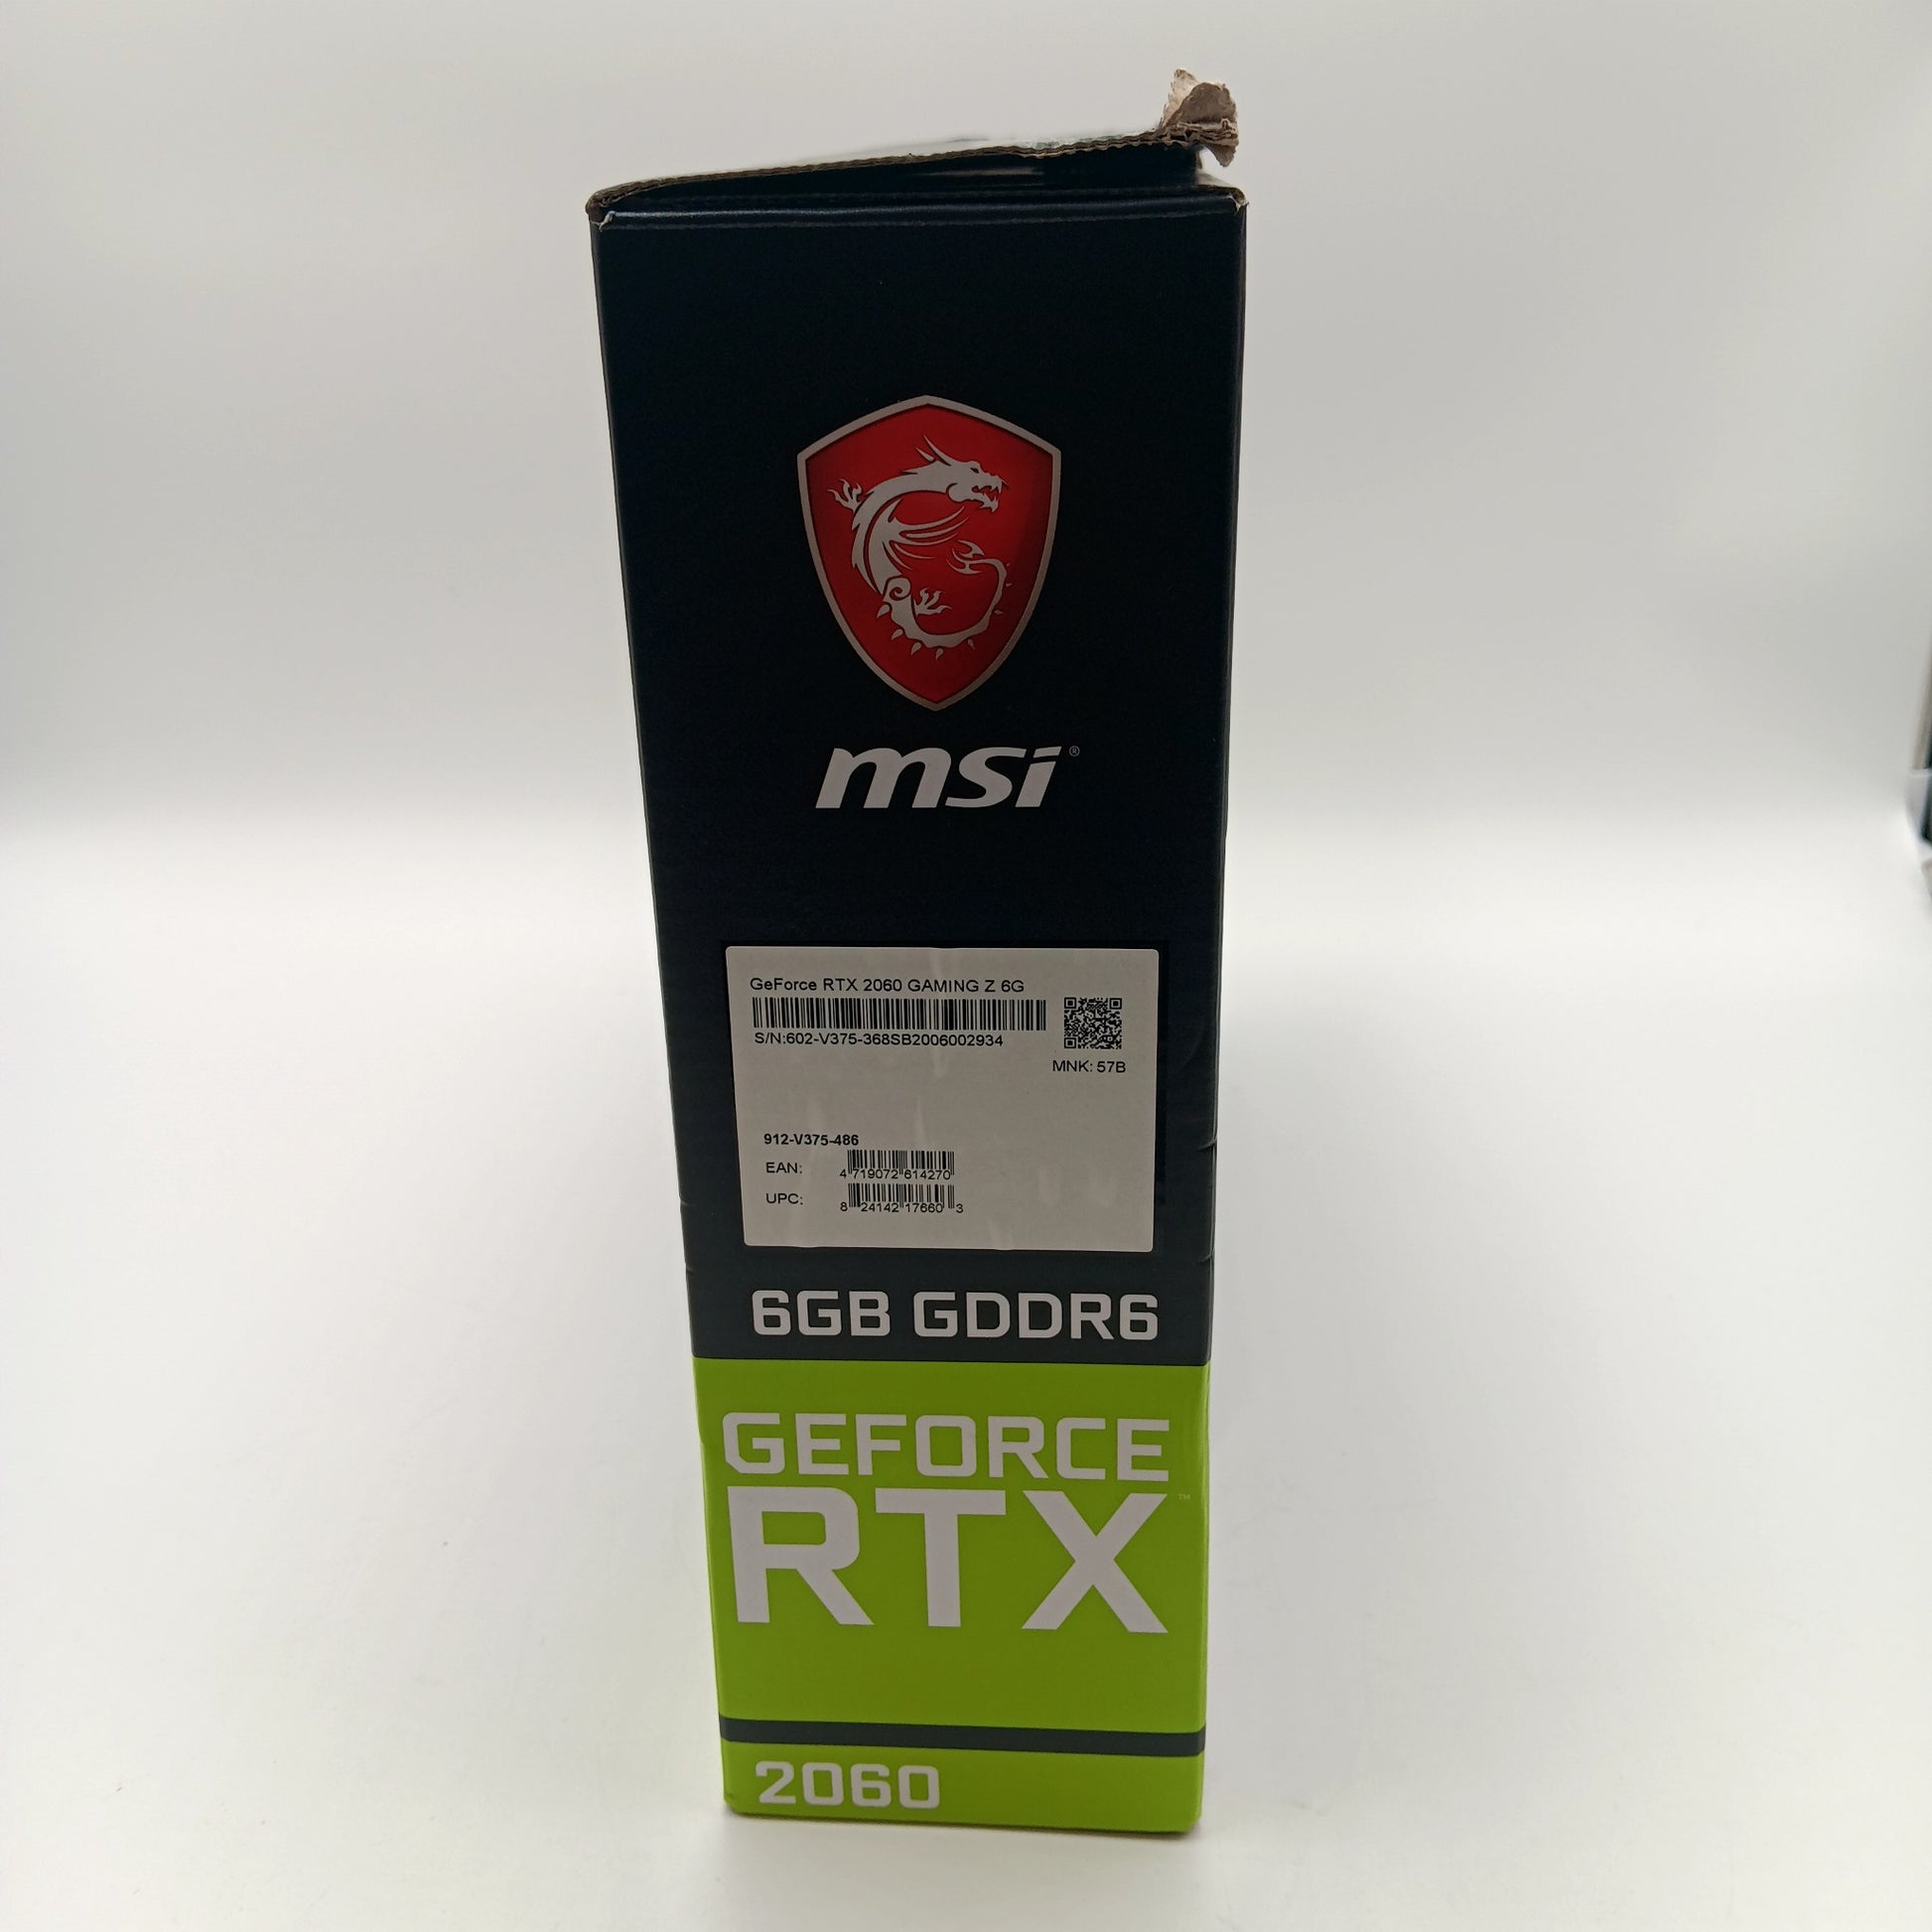 msi®
GeForce RTX 2060 GAMING Z 6G
S/N:602-V375-368SB2006002934
MNK: 57B
912-V375-486
EAN: 4 719072 614270
UPC: 8 24142 17660 3
6GB GDDR6
GEFORCE
RTX™
2060